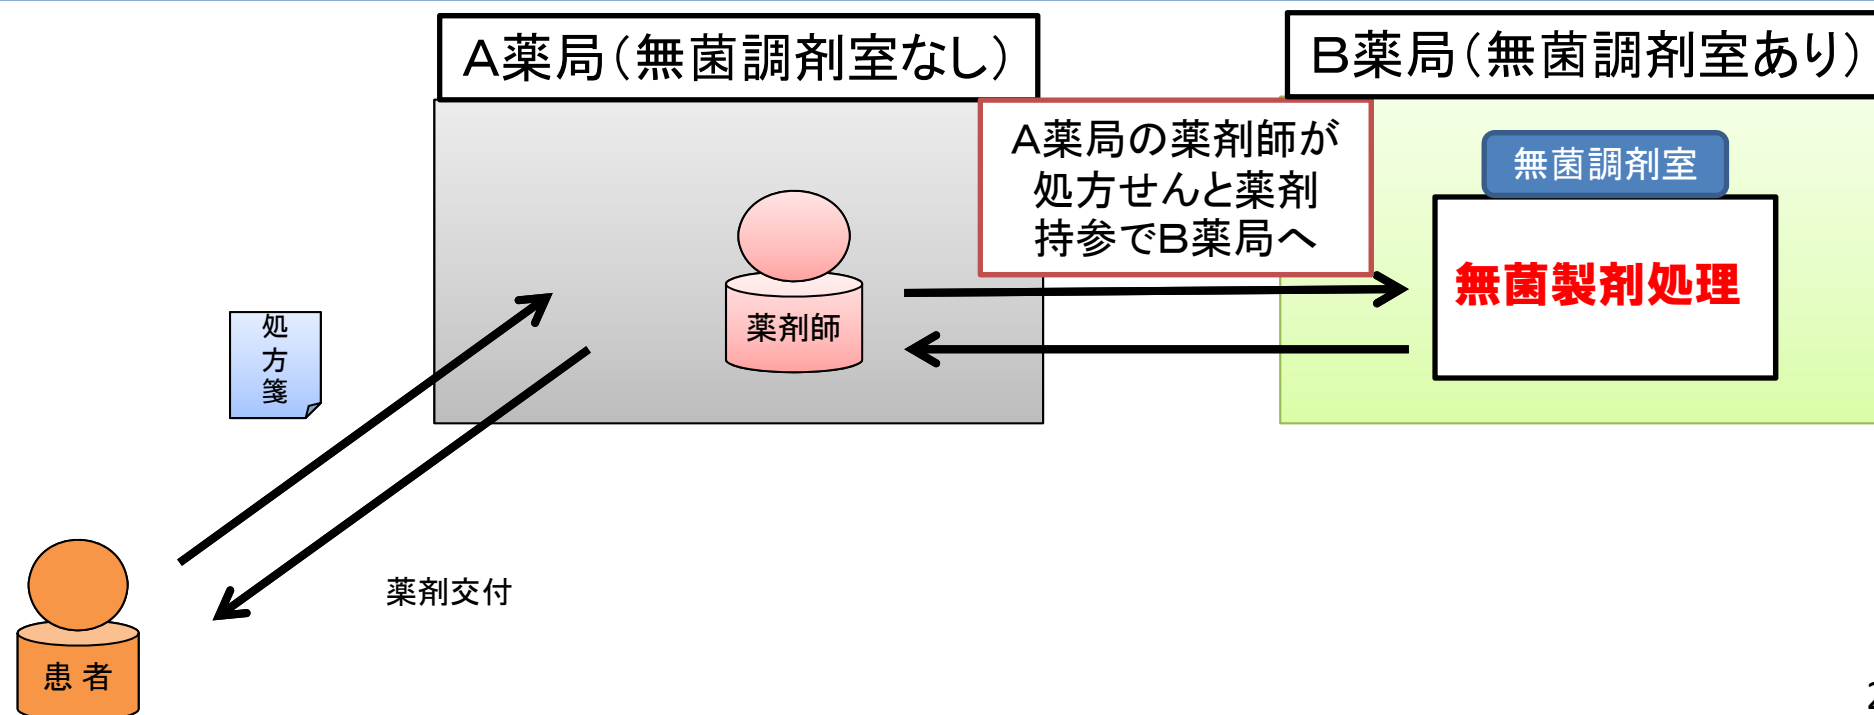 A薬局(無菌調剤室なし)
B薬局(無菌調剤室あり)
A薬局の薬剤師が
処方せんと薬剤
持参でB薬局へ
無菌調剤室
無菌製剤処理
薬剤師
処
方
箋
薬剤交付
患者